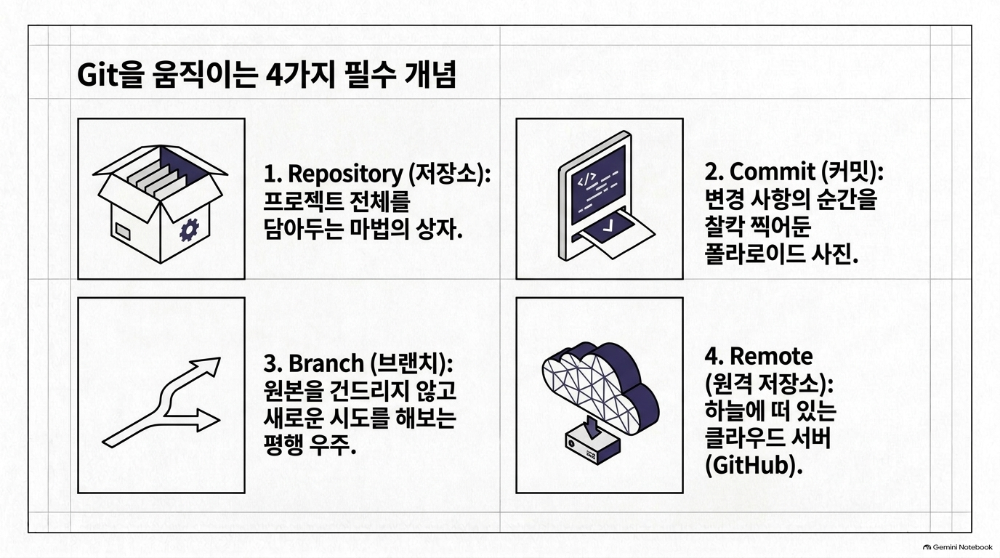 Git을 움직이는 4가지 필수 개념
1. Repository (저장소):
프로젝트 전체를
담아두는 마법의 상자.
2. Commit (커밋):
변경 사항의 순간을
찰칵 찍어둔
폴라로이드 사진.
3. Branch (브랜치):
원본을 건드리지 않고
새로운 시도를 해보는
평행 우주.
4. Remote
(원격 저장소):
하늘에 떠 있는
클라우드 서버
(GitHub).
</>
Gemini Notebook